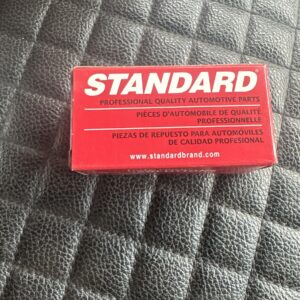 STANDARD®
PROFESSIONAL QUALITY AUTOMOTIVE PARTS
PIÈCES D'AUTOMOBILE DE QUALITÉ
PROFESSIONNELLE
PIEZAS DE REPUESTO PARA AUTOMÓVILES
DE CALIDAD PROFESIONAL
www.standardbrand.com